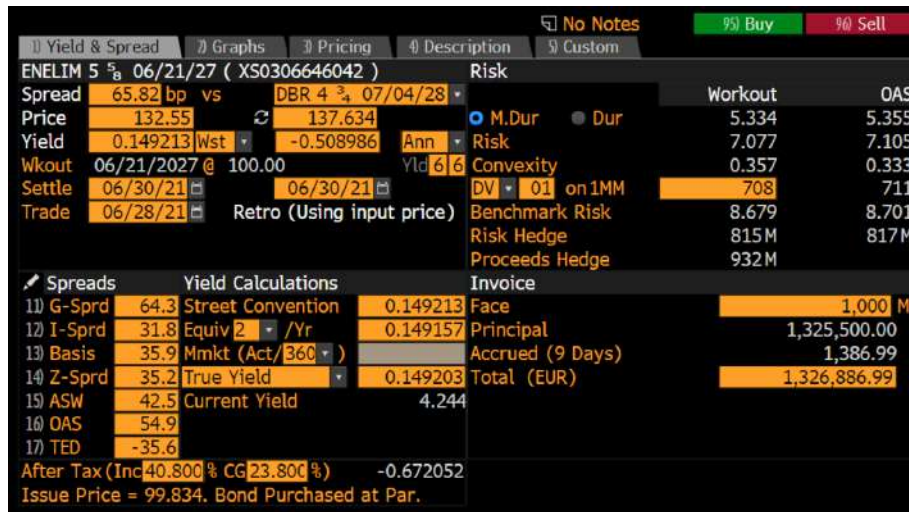 No Notes 95) Buy 96) Sell
1) Yield & Spread 2) Graphs 3) Pricing 4) Description 5) Custom
ENELIM 5 5/8 06/21/27 ( XS0306646042 ) Risk
Spread 65.82 bp vs DBR 4 3/4 07/04/28 Workout OAS
Price 132.55 137.634 M.Dur Dur 5.334 5.355
Yield 0.149213 Wst -0.508986 Ann Risk 7.077 7.105
Wkout 06/21/2027 @ 100.00 Yld 6 6 Convexity 0.357 0.333
Settle 06/30/21 06/30/21 DV 01 on 1MM 708 711
Trade 06/28/21 Retro (Using input price) Benchmark Risk 8.679 8.701
Risk Hedge 815 M 817 M
Proceeds Hedge 932 M
Spreads Yield Calculations Invoice
11) G-Sprd 64.3 Street Convention 0.149213 Face 1,000 M
12) I-Sprd 31.8 Equiv 2 /Yr 0.149157 Principal 1,325,500.00
13) Basis 35.9 Mmkt (Act/ 360 ) Accrued (9 Days) 1,386.99
14) Z-Sprd 35.2 True Yield 0.149203 Total (EUR) 1,326,886.99
15) ASW 42.5 Current Yield 4.244
16) OAS 54.9
17) TED -35.6
After Tax (Inc 40.800 % CG 23.800 %) -0.672052
Issue Price = 99.834. Bond Purchased at Par.